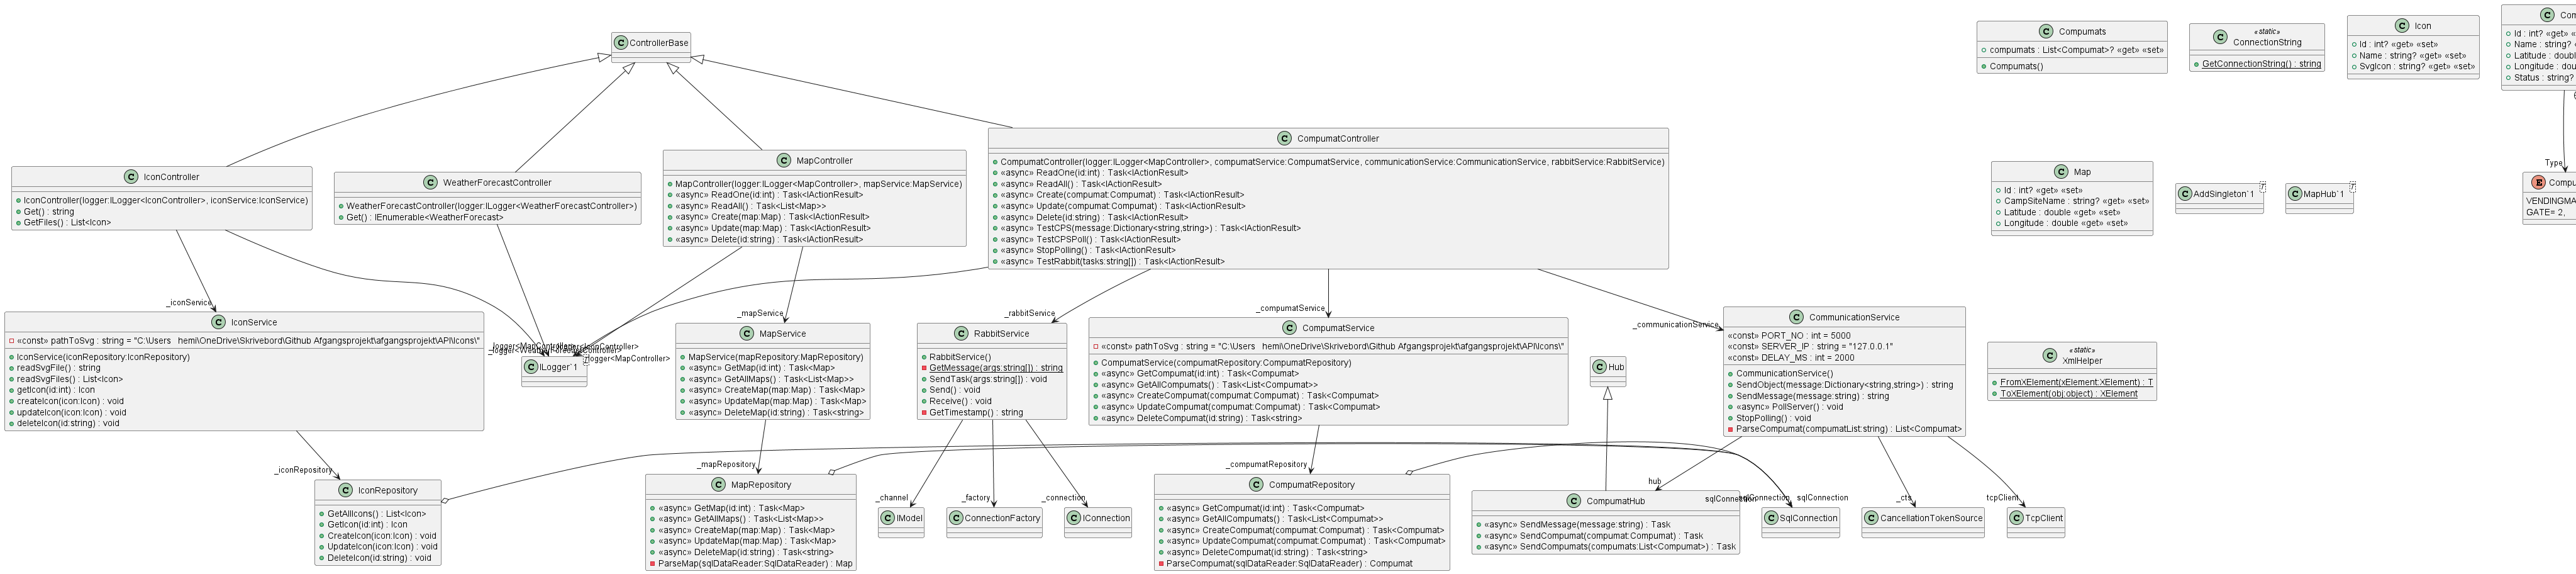 ControllerBase
IconController
IconController(logger:ILogger<IconController>, iconService:IconService)
Get() : string
GetFiles() : List<Icon>
WeatherForecastController
WeatherForecastController(logger:ILogger<WeatherForecastController>)
Get() : IEnumerable<WeatherForecast>
MapController
MapController(logger:ILogger<MapController>, mapService:MapService)
«async» ReadOne(id:int) : Task<IActionResult>
«async» ReadAll() : Task<List<Map>>
«async» Create(map:Map) : Task<IActionResult>
«async» Update(map:Map) : Task<IActionResult>
«async» Delete(id:string) : Task<IActionResult>
CompumatController
CompumatController(logger:ILogger<MapController>, compumatService:CompumatService, communicationService:CommunicationService, rabbitService:RabbitService)
«async» ReadOne(id:int) : Task<IActionResult>
«async» ReadAll() : Task<IActionResult>
«async» Create(compumat:Compumat) : Task<IActionResult>
«async» Update(compumat:Compumat) : Task<IActionResult>
«async» Delete(id:string) : Task<IActionResult>
«async» TestCPS(message:Dictionary<string,string>) : Task<IActionResult>
«async» TestCPSPoll() : Task<IActionResult>
«async» StopPolling() : Task<IActionResult>
«async» TestRabbit(tasks:string[]) : Task<IActionResult>
Compumats
compumats : List<Compumat>? «get» «set»
Compumats()
«static»
ConnectionString
GetConnectionString() : string
Icon
Id : int? «get» «set»
Name : string? «get» «set»
SvgIcon : string? «get» «set»
Com
Id : int? «get» «s
Name : string? «
Latitude : doubl
Longitude : dou
Status : string?
Map
Id : int? «get» «set»
CampSiteName : string? «get» «set»
Latitude : double «get» «set»
Longitude : double «get» «set»
AddSingleton`1
T
MapHub`1
T
Type
E
Compu
VENDINGMA
GATE= 2,
_iconService
_mapService
_rabbitService
_compumatService
_communicationService
IconService
«const» pathToSvg : string = "C:\Users   hemi\OneDrive\Skrivebord\Github Afgangsprojekt\afgangsprojekt\API\Icons\"
IconService(iconRepository:IconRepository)
readSvgFile() : string
readSvgFiles() : List<Icon>
getIcon(id:int) : Icon
createIcon(icon:Icon) : void
updateIcon(icon:Icon) : void
deleteIcon(id:string) : void
_logger<MapController>
ILogger`1
MapService
MapService(mapRepository:MapRepository)
«async» GetMap(id:int) : Task<Map>
«async» GetAllMaps() : Task<List<Map>>
«async» CreateMap(map:Map) : Task<Map>
«async» UpdateMap(map:Map) : Task<Map>
«async» DeleteMap(id:string) : Task<string>
RabbitService
RabbitService()
GetMessage(args:string[]) : string
SendTask(args:string[]) : void
Send() : void
Receive() : void
GetTimestamp() : string
CompumatService
«const» pathToSvg : string = "C:\Users   hemi\OneDrive\Skrivebord\Github Afgangsprojekt\afgangsprojekt\API\Icons\"
CompumatService(compumatRepository:CompumatRepository)
«async» GetCompumat(id:int) : Task<Compumat>
«async» GetAllCompumats() : Task<List<Compumat>>
«async» CreateCompumat(compumat:Compumat) : Task<Compumat>
«async» UpdateCompumat(compumat:Compumat) : Task<Compumat>
«async» DeleteCompumat(id:string) : Task<string>
Hub
CommunicationService
«const» PORT_NO : int = 5000
«const» SERVER_IP : string = "127.0.0.1"
«const» DELAY_MS : int = 2000
CommunicationService()
SendObject(message:Dictionary<string,string>) : string
SendMessage(message:string) : string
«async» PollServer() : void
StopPolling() : void
ParseCompumat(compumatList:string) : List<Compumat>
«static»
XmlHelper
FromXElement(xElement:XElement) : T
ToXElement(obj:object) : XElement
_iconRepository
_mapRepository
_channel
_factory
_connection
_compumatRepository
hub
sqlConnection
_cts
tcpClient
IconRepository
GetAllIcons() : List<Icon>
GetIcon(id:int) : Icon
CreateIcon(icon:Icon) : void
UpdateIcon(icon:Icon) : void
DeleteIcon(id:string) : void
MapRepository
«async» GetMap(id:int) : Task<Map>
«async» GetAllMaps() : Task<List<Map>>
«async» CreateMap(map:Map) : Task<Map>
«async» UpdateMap(map:Map) : Task<Map>
«async» DeleteMap(id:string) : Task<string>
ParseMap(sqlDataReader:SqlDataReader) : Map
IModel
ConnectionFactory
IConnection
CompumatRepository
«async» GetCompumat(id:int) : Task<Compumat>
«async» GetAllCompumats() : Task<List<Compumat>>
«async» CreateCompumat(compumat:Compumat) : Task<Compumat>
«async» UpdateCompumat(compumat:Compumat) : Task<Compumat>
«async» DeleteCompumat(id:string) : Task<string>
ParseCompumat(sqlDataReader:SqlDataReader) : Compumat
CompumatHub
«async» SendMessage(message:string) : Task
«async» SendCompumat(compumat:Compumat) : Task
«async» SendCompumats(compumats:List<Compumat>) : Task
SqlConnection
CancellationTokenSource
TcpClient